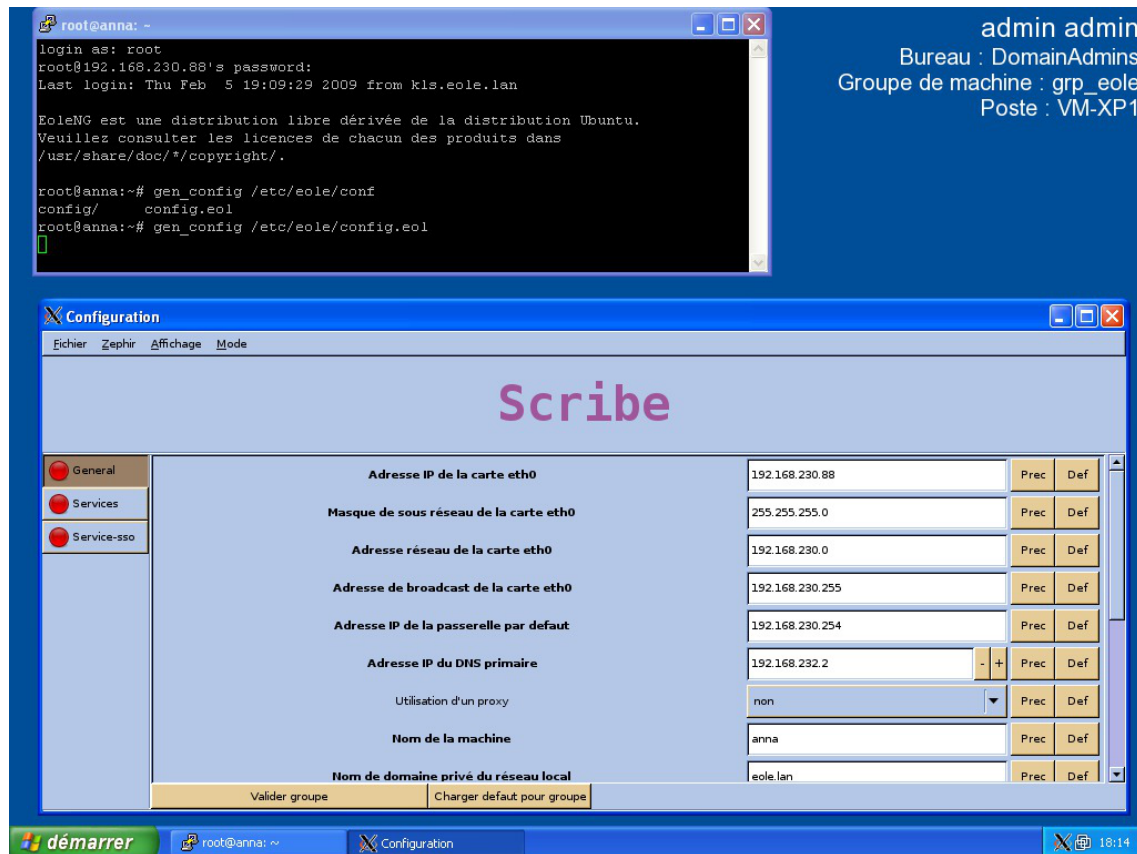 root@anna: ~
login as: root
root@192.168.230.88's password:
Last login: Thu Feb  5 19:09:29 2009 from kls.eole.lan
EoleNG est une distribution libre dérivée de la distribution Ubuntu.
Veuillez consulter les licences de chacun des produits dans
/usr/share/doc/*/copyright/.
root@anna:~# gen_config /etc/eole/conf
config/     config.eol
root@anna:~# gen_config /etc/eole/config.eol
admin admin
Bureau : DomainAdmins
Groupe de machine : grp_eole
Poste : VM-XP1
Configuration
Fichier Zephir Affichage Mode
Scribe
General
Services
Service-sso
Adresse IP de la carte eth0 192.168.230.88 Prec Def
Masque de sous réseau de la carte eth0 255.255.255.0 Prec Def
Adresse réseau de la carte eth0 192.168.230.0 Prec Def
Adresse de broadcast de la carte eth0 192.168.230.255 Prec Def
Adresse IP de la passerelle par defaut 192.168.230.254 Prec Def
Adresse IP du DNS primaire 192.168.232.2 - + Prec Def
Utilisation d'un proxy non Prec Def
Nom de la machine anna Prec Def
Nom de domaine privé du réseau local eole.lan Prec Def
Valider groupe Charger defaut pour groupe
démarrer root@anna: ~ Configuration 18:14